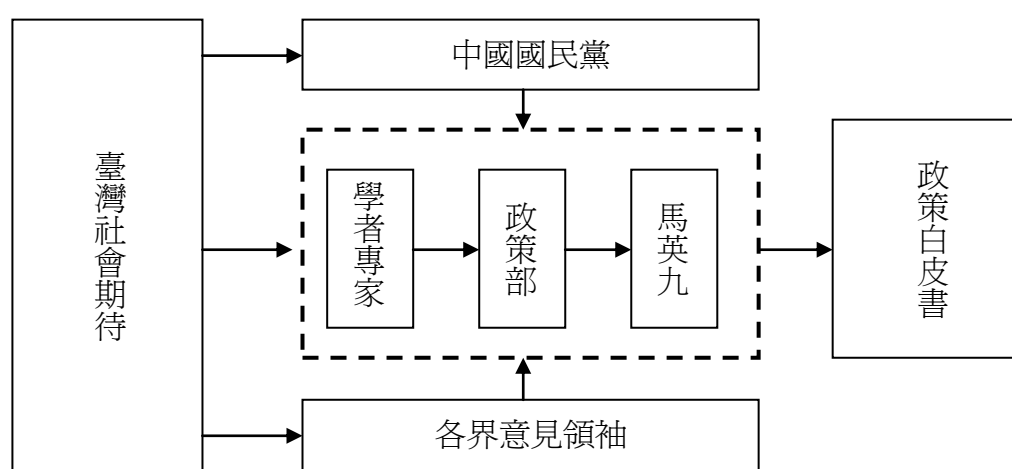 臺灣社會期待
中國國民黨
學者專家
政策部
馬英九
各界意見領袖
政策白皮書